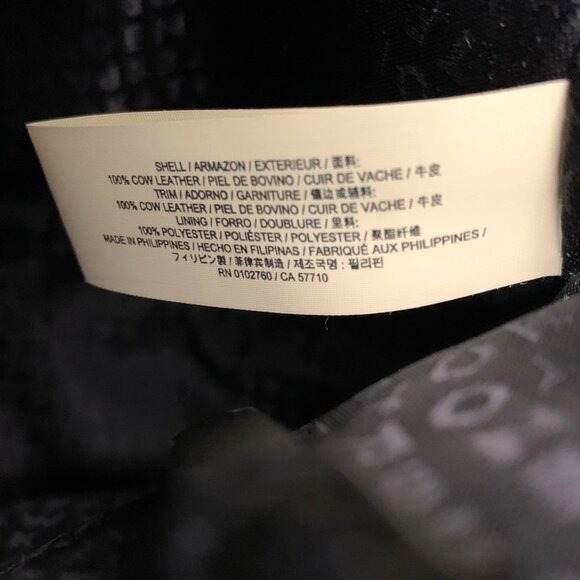 SHELL / ARMAZON / EXTERIEUR / 面料:
100% COW LEATHER / PIEL DE BOVINO / CUIR DE VACHE / 牛皮
TRIM / ADORNO / GARNITURE / 镶边或辅料:
100% COW LEATHER / PIEL DE BOVINO / CUIR DE VACHE / 牛皮
LINING / FORRO / DOUBLURE / 里料:
100% POLYESTER / POLIÉSTER / POLYESTER / 聚酯纤维
MADE IN PHILIPPINES / HECHO EN FILIPINAS / FABRIQUÉ AUX PHILIPPINES /
フィリピン製 / 菲律宾制造 / 제조국명 : 필리핀
RN 0102760 / CA 57710